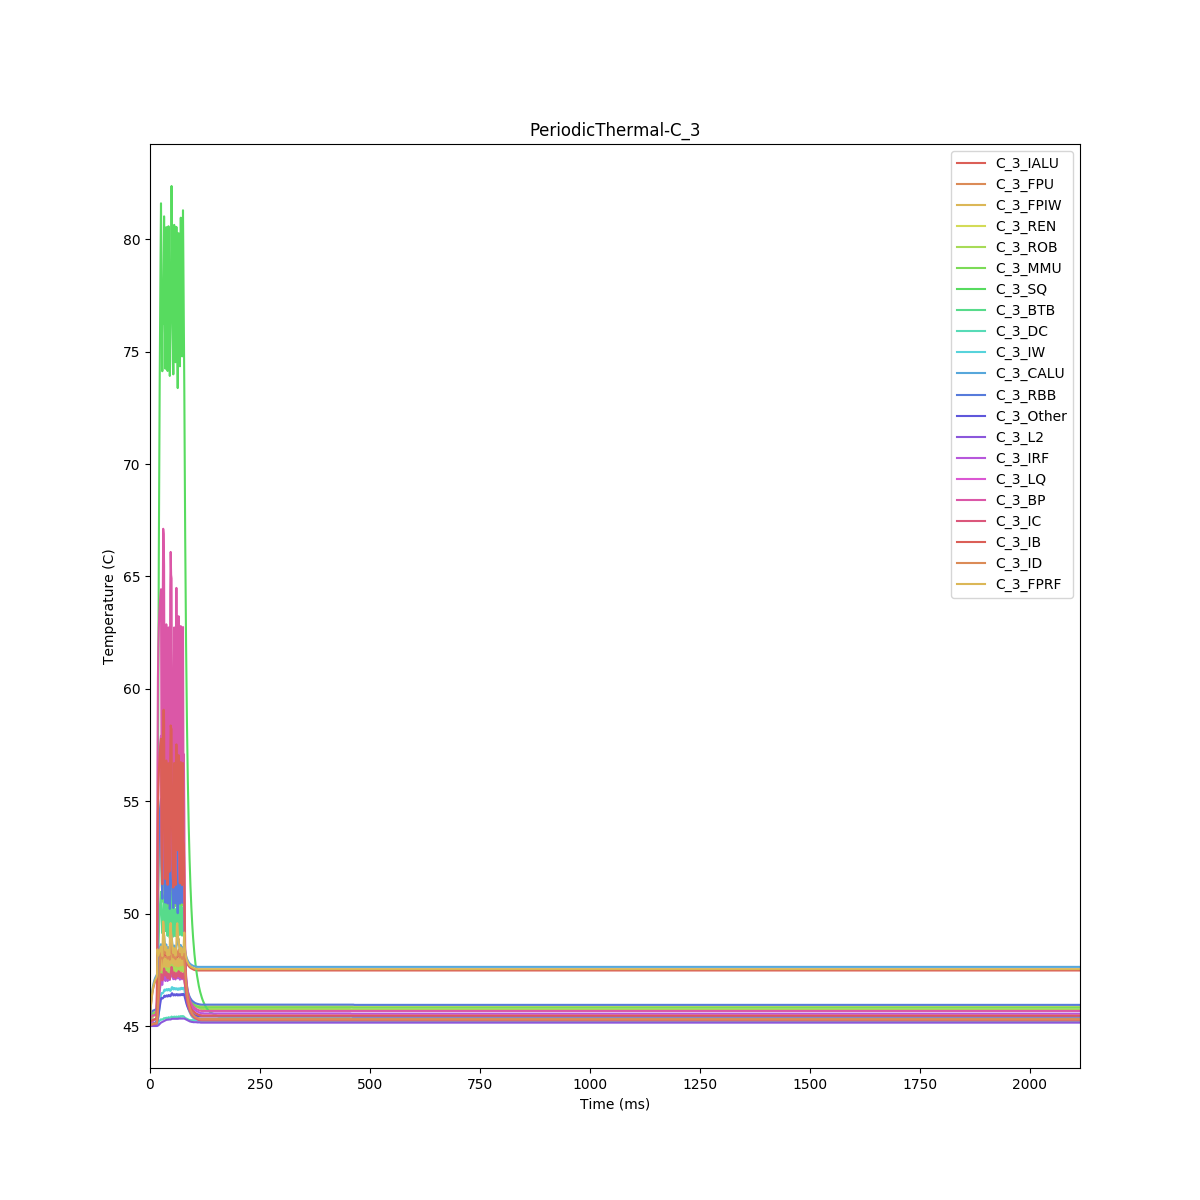 PeriodicThermal-C_3
C_3_IALU
C_3_FPU
C_3_FPIW
C_3_REN
C_3_ROB
C_3_MMU
C_3_SQ
C_3_BTB
C_3_DC
C_3_IW
C_3_CALU
C_3_RBB
C_3_Other
C_3_L2
C_3_IRF
C_3_LQ
C_3_BP
C_3_IC
C_3_IB
C_3_ID
C_3_FPRF
80
75
70
65
60
55
50
45
Temperature (C)
0 250 500 750 1000 1250 1500 1750 2000
Time (ms)